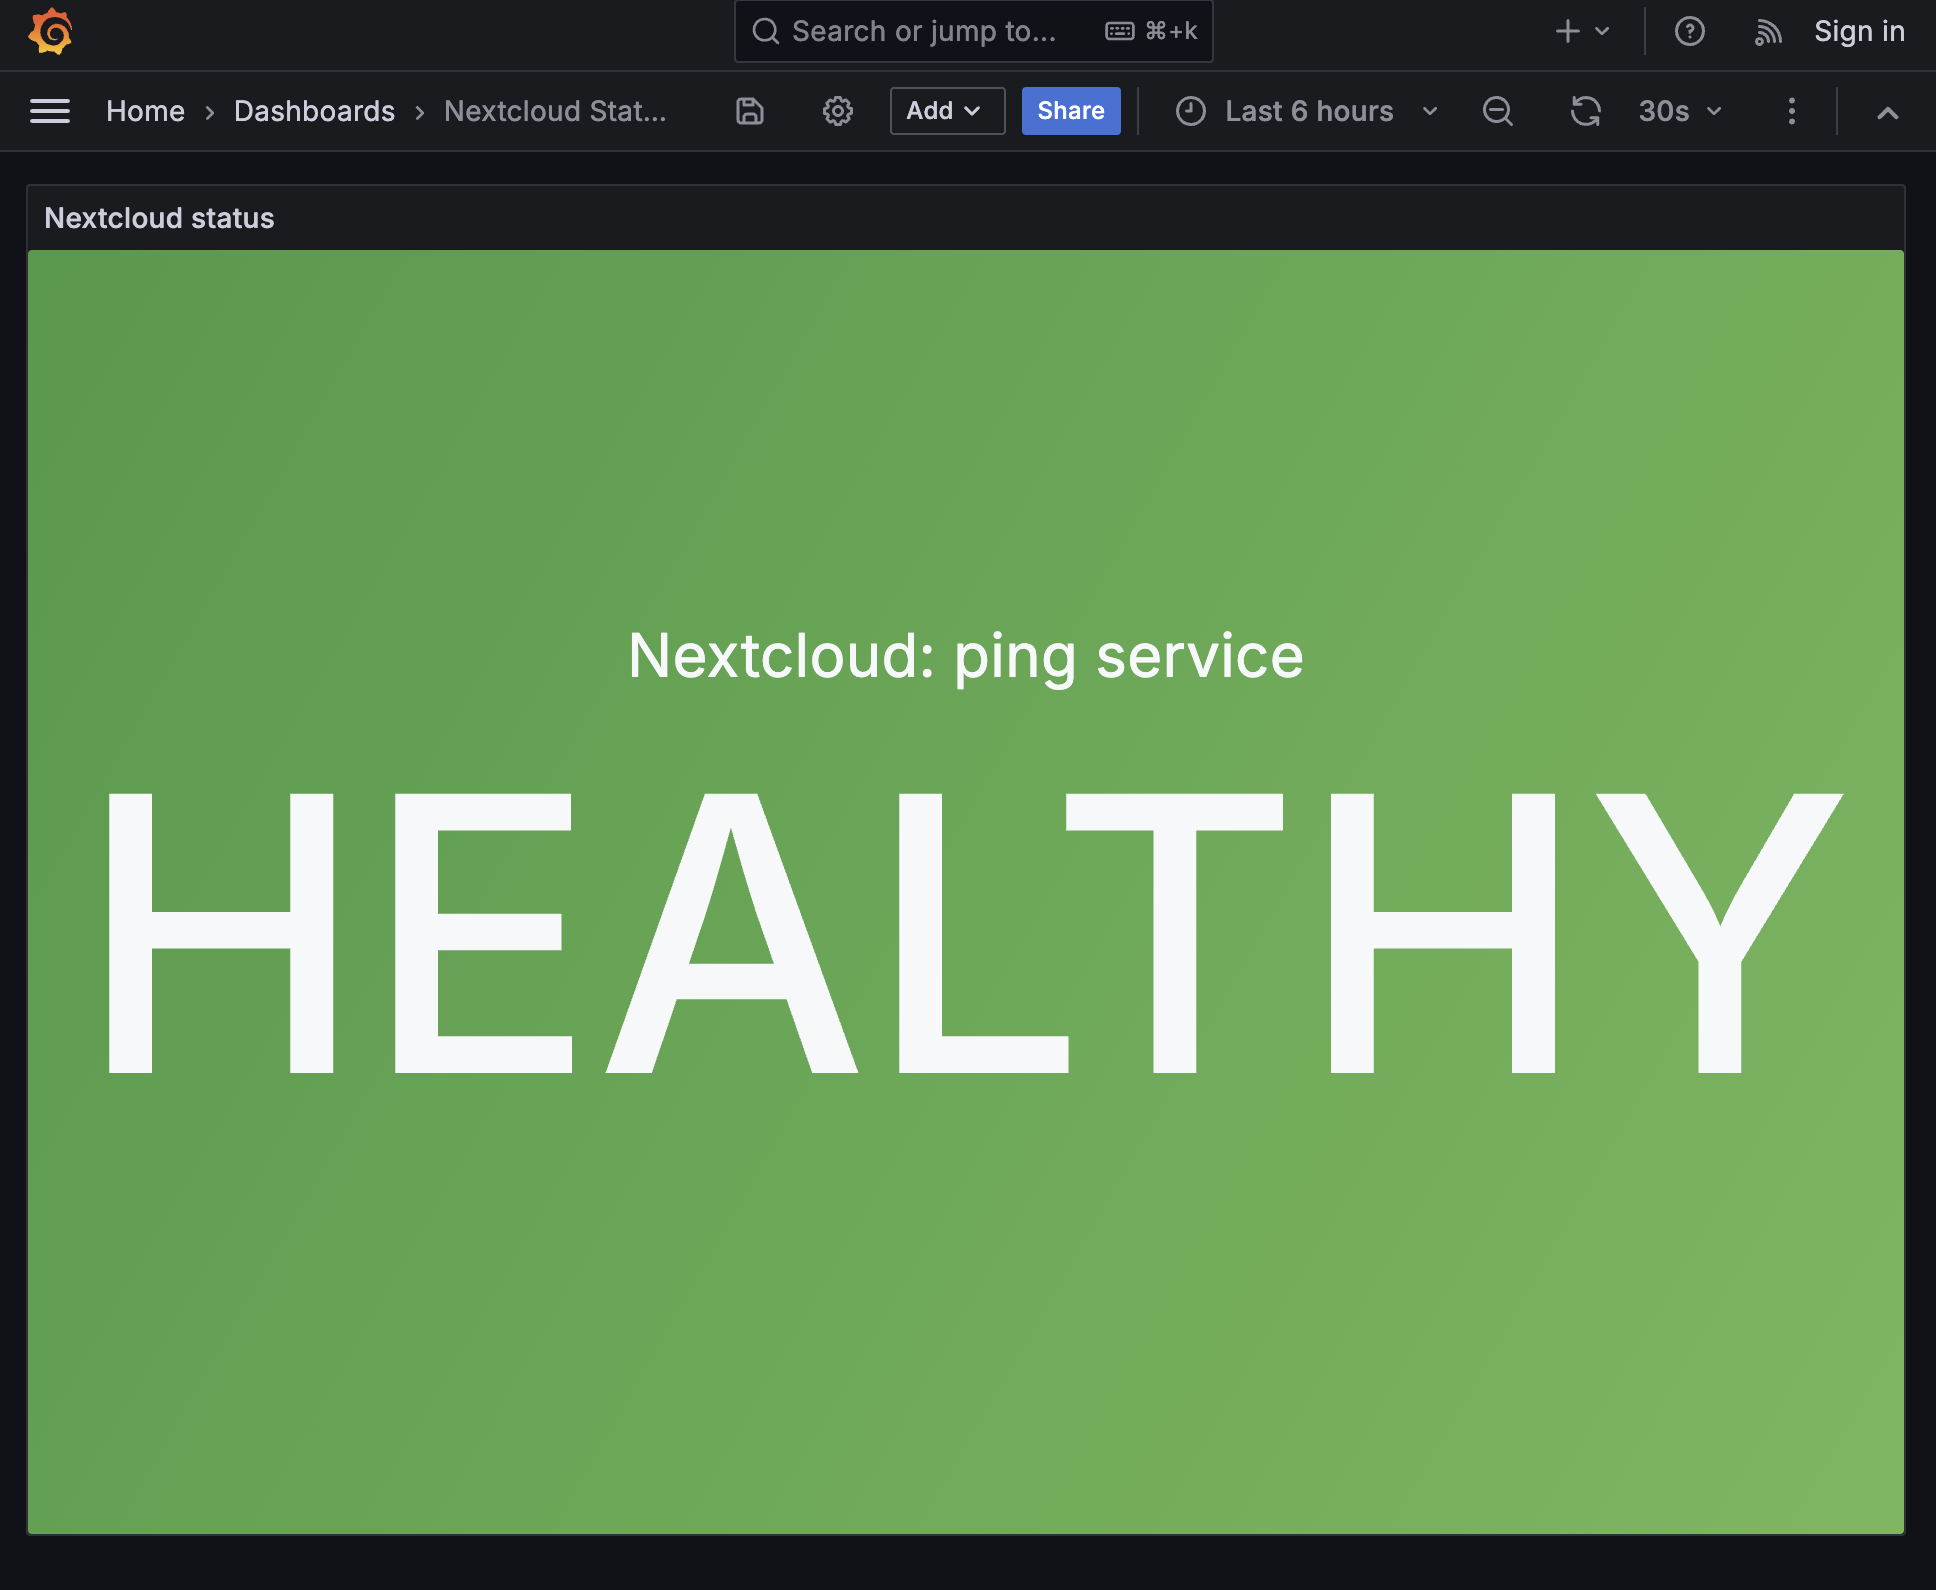 Search or jump to... ⌘+k
Sign in
Home › Dashboards › Nextcloud Stat...
Add
Share
Last 6 hours
30s
Nextcloud status
Nextcloud: ping service
HEALTHY